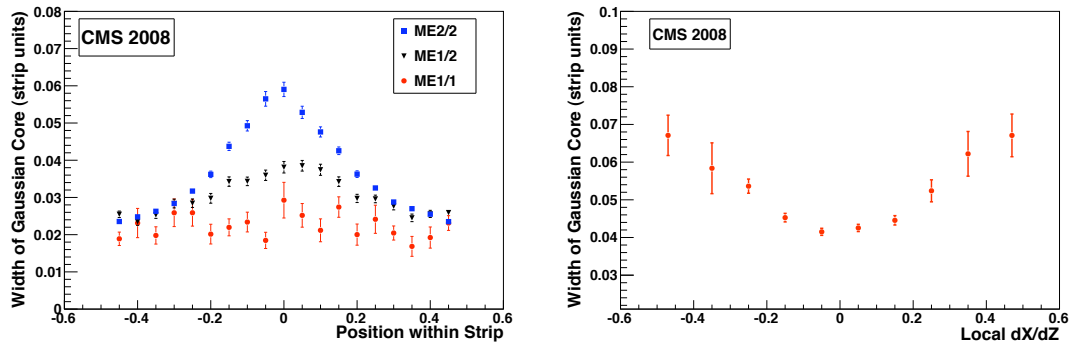 Width of Gaussian Core (strip units)
0.08
0.07
0.06
0.05
0.04
0.03
0.02
0.01
0
CMS 2008
ME2/2
ME1/2
ME1/1
-0.6 -0.4 -0.2 0 0.2 0.4 0.6
Position within Strip
Width of Gaussian Core (strip units)
0.1
0.09
0.08
0.07
0.06
0.05
0.04
0.03
CMS 2008
-0.6 -0.4 -0.2 0 0.2 0.4 0.6
Local dX/dZ